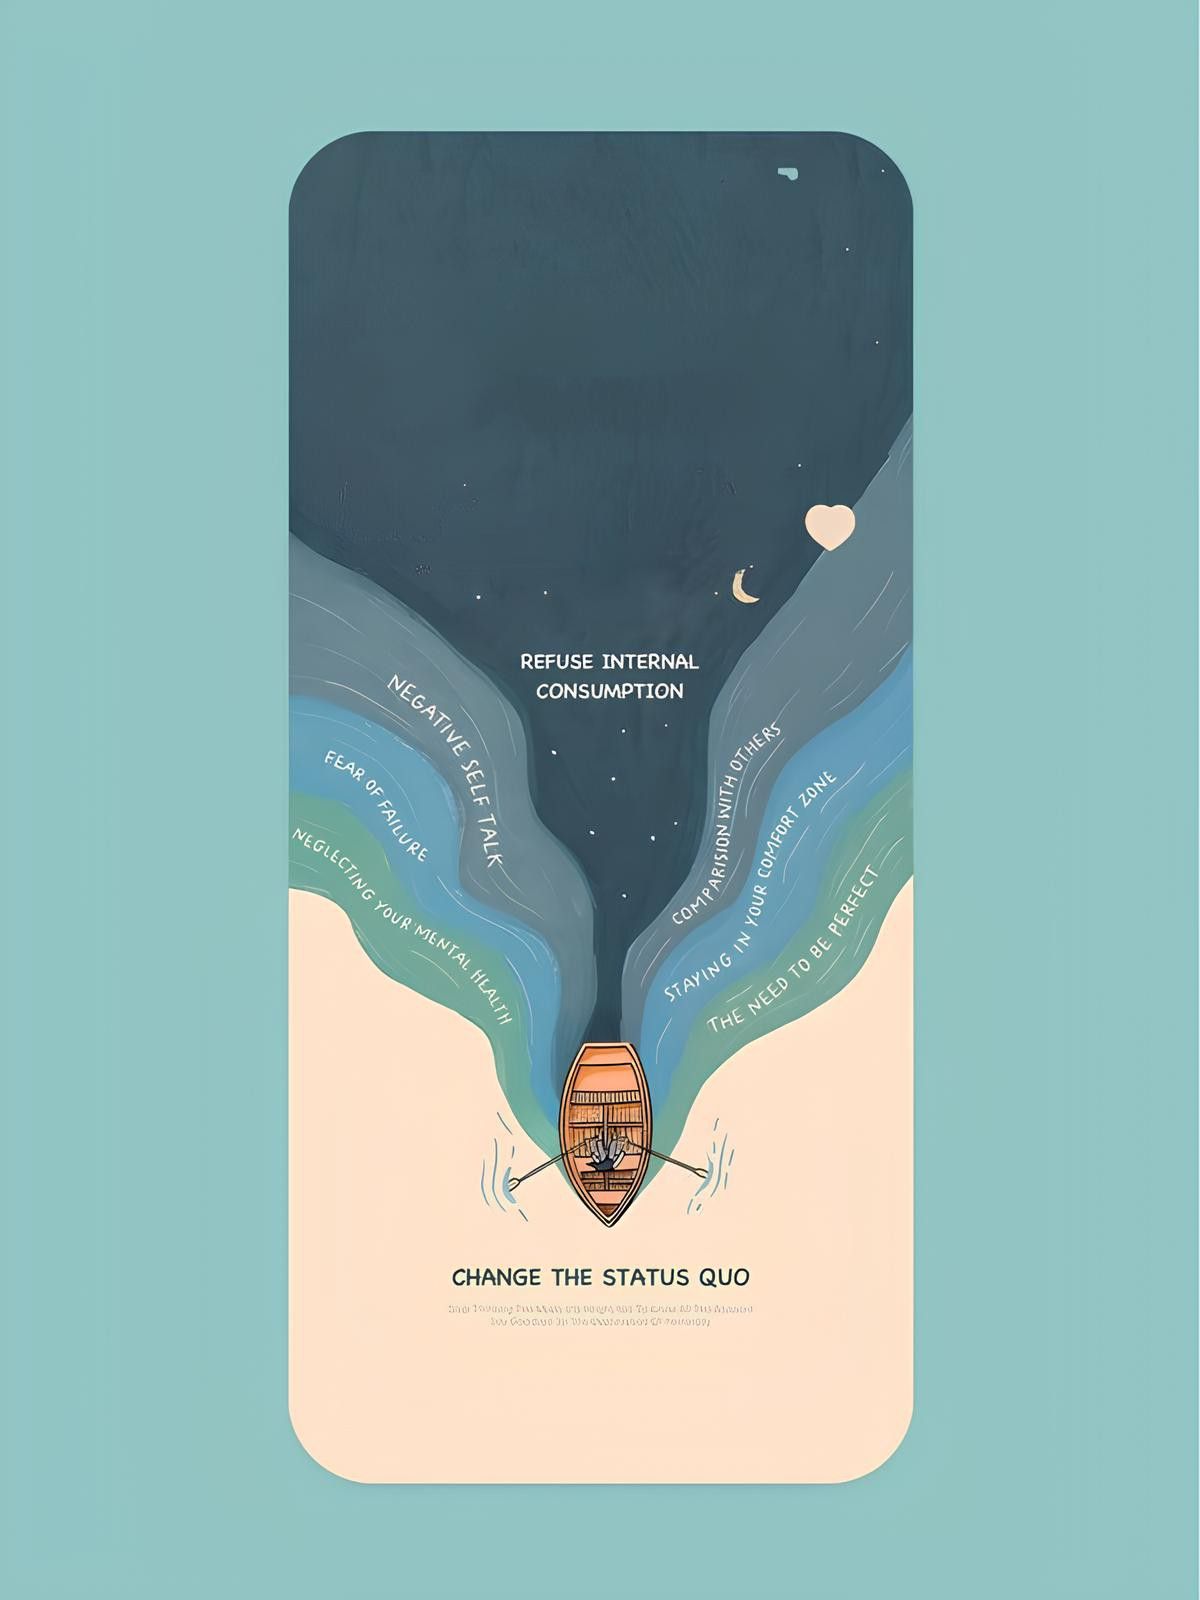 REFUSE INTERNAL
CONSUMPTION
NEGATIVE SELF TALK
FEAR OF FAILURE
NEGLECTING YOUR MENTAL HEALTH
COMPARISION WITH OTHERS
STAYING IN YOUR COMFORT ZONE
THE NEED TO BE PERFECT
CHANGE THE STATUS QUO